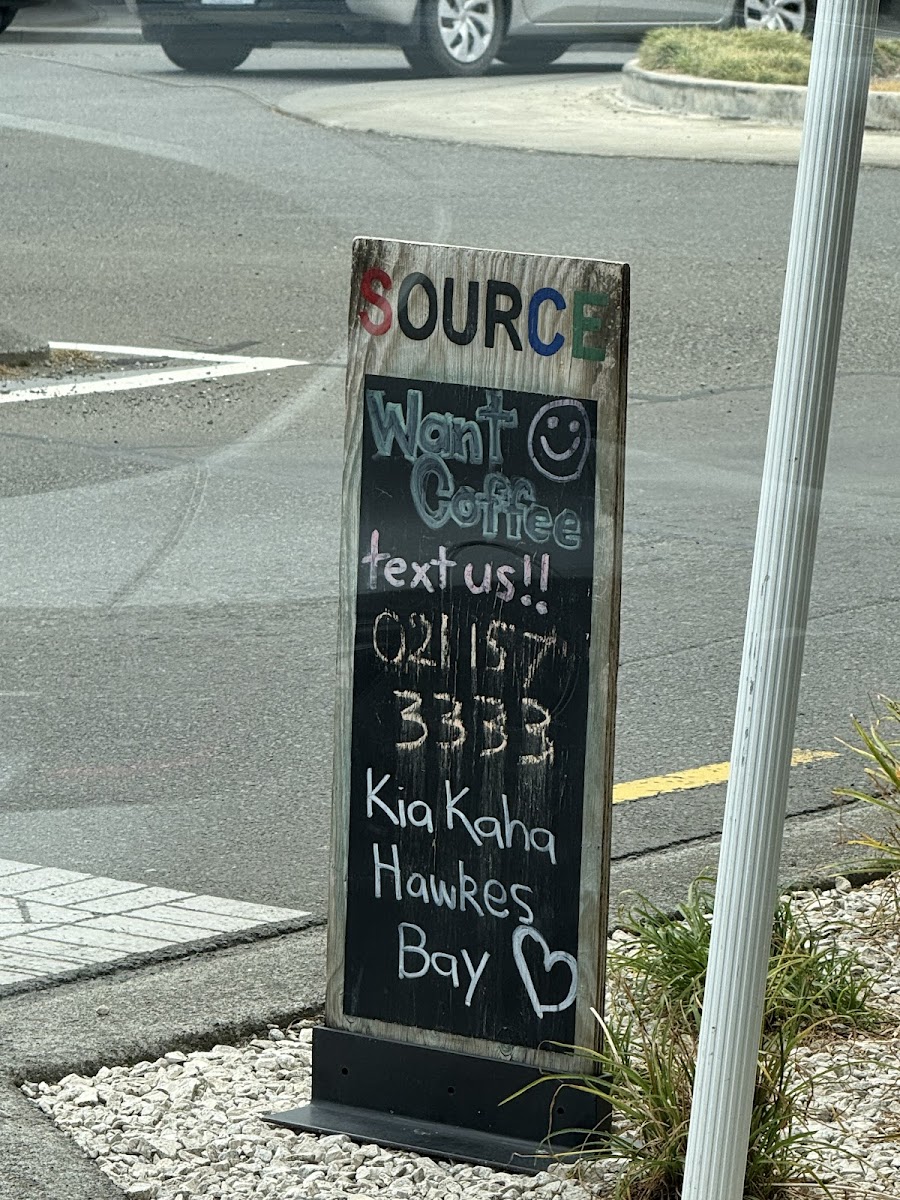 SOURCE
Want
Coffee
text us!!
021 157
3333
Kia Kaha
Hawkes
Bay